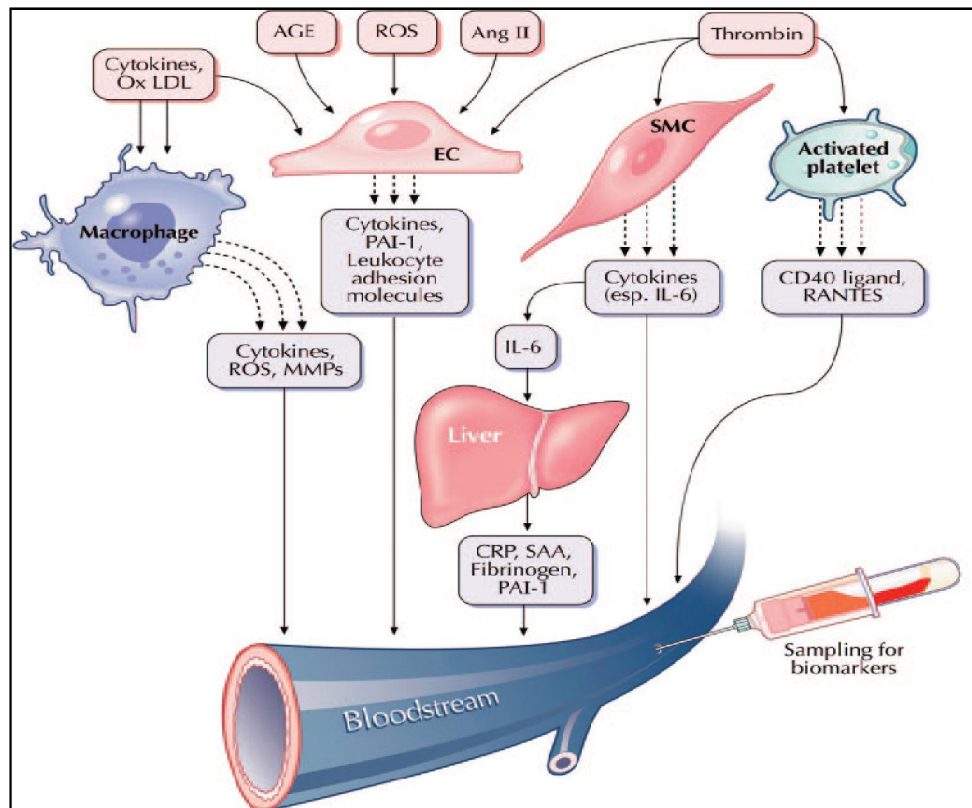 AGE
ROS
Ang II
Thrombin
Cytokines,
Ox LDL
SMC
EC
Activated
platelet
Macrophage
Cytokines,
PAI-1,
Leukocyte
adhesion
molecules
Cytokines
(esp. IL-6)
CD40 ligand,
RANTES
IL-6
Cytokines,
ROS, MMPs
Liver
CRP, SAA,
Fibrinogen,
PAI-1
Sampling for
biomarkers
Bloodstream